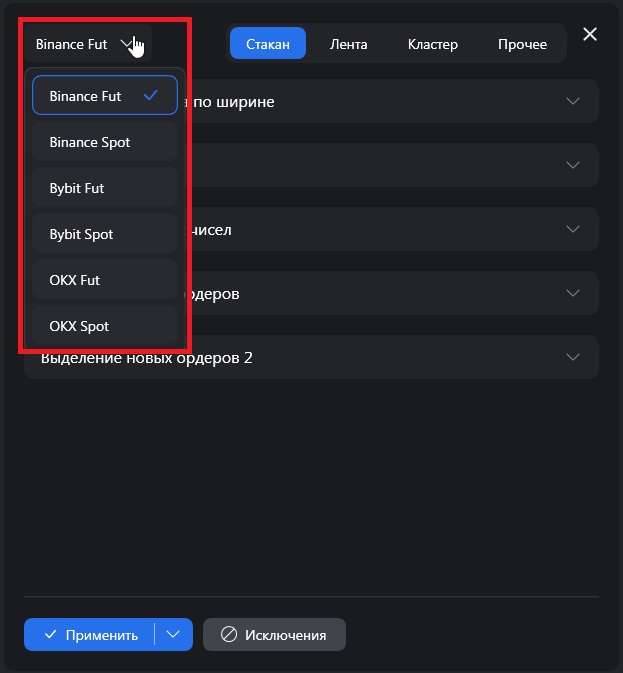 Binance Fut
Стакан
Лента
Кластер
Прочее
Binance Fut
по ширине
Binance Spot
Bybit Fut
Bybit Spot
чисел
OKX Fut
рдеров
OKX Spot
Выделение новых ордеров 2
Применить
Исключения